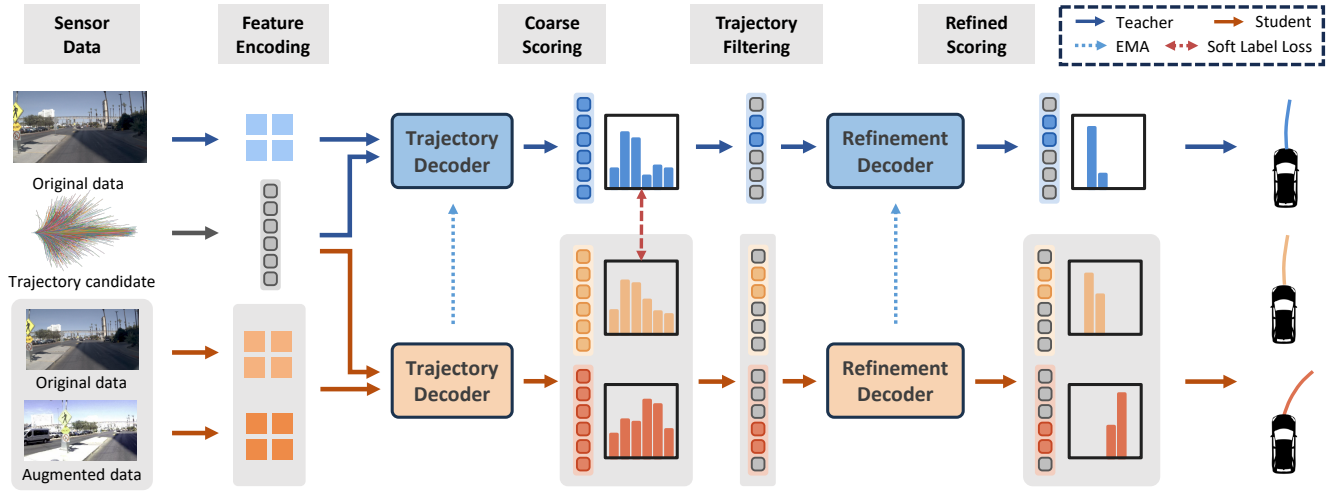 Sensor
Data
Feature
Encoding
Coarse
Scoring
Trajectory
Filtering
Refined
Scoring
Teacher
Student
EMA
Soft Label Loss
Original data
Trajectory
Decoder
Refinement
Decoder
Trajectory candidate
Original data
Trajectory
Decoder
Refinement
Decoder
Augmented data